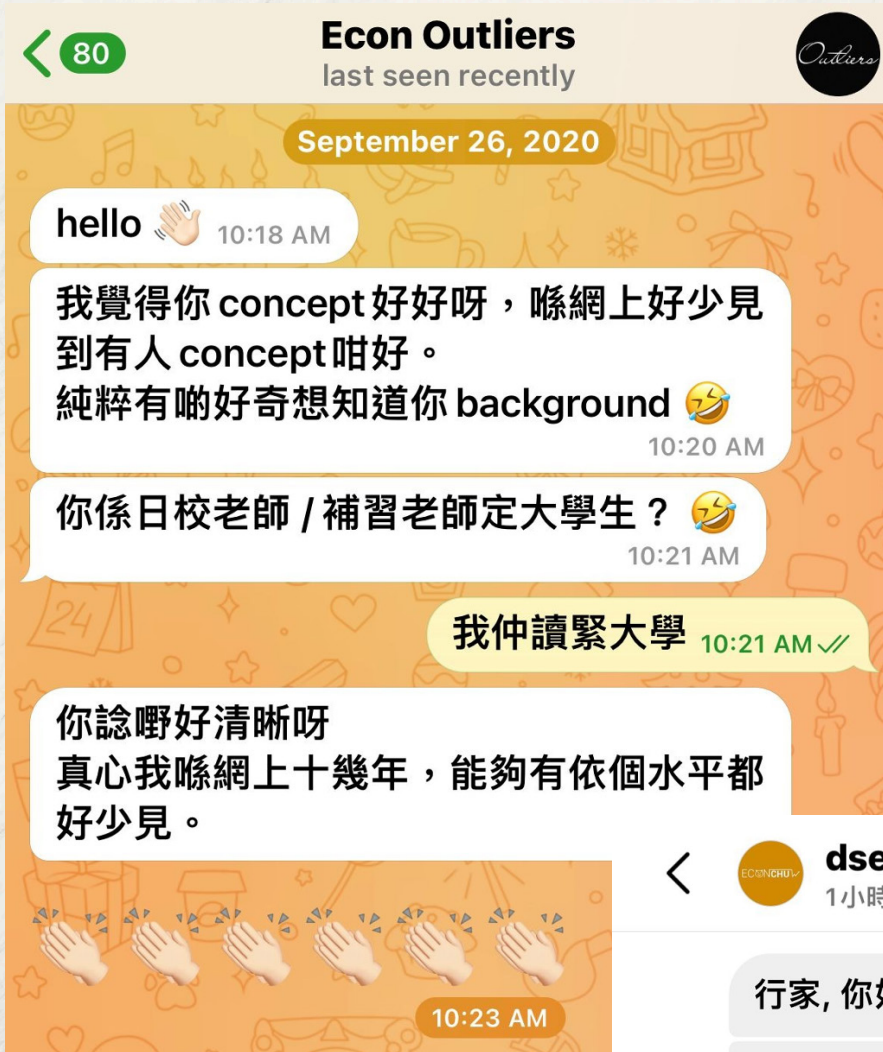 80
Econ Outliers
last seen recently
Outliers
September 26, 2020
hello 👋🏻 10:18 AM
我覺得你concept好好呀，喺網上好少見
到有人concept咁好。
純粹有啲好奇想知道你background 🤣
10:20 AM
你係日校老師 / 補習老師定大學生？ 🤣
10:21 AM
我仲讀緊大學 10:21 AM
你諗嘢好清晰呀
真心我喺網上十幾年，能夠有依個水平都
好少見。
👏🏻👏🏻👏🏻👏🏻👏🏻👏🏻
10:23 AM
ECONCHUW
dse
1小時
行家, 你